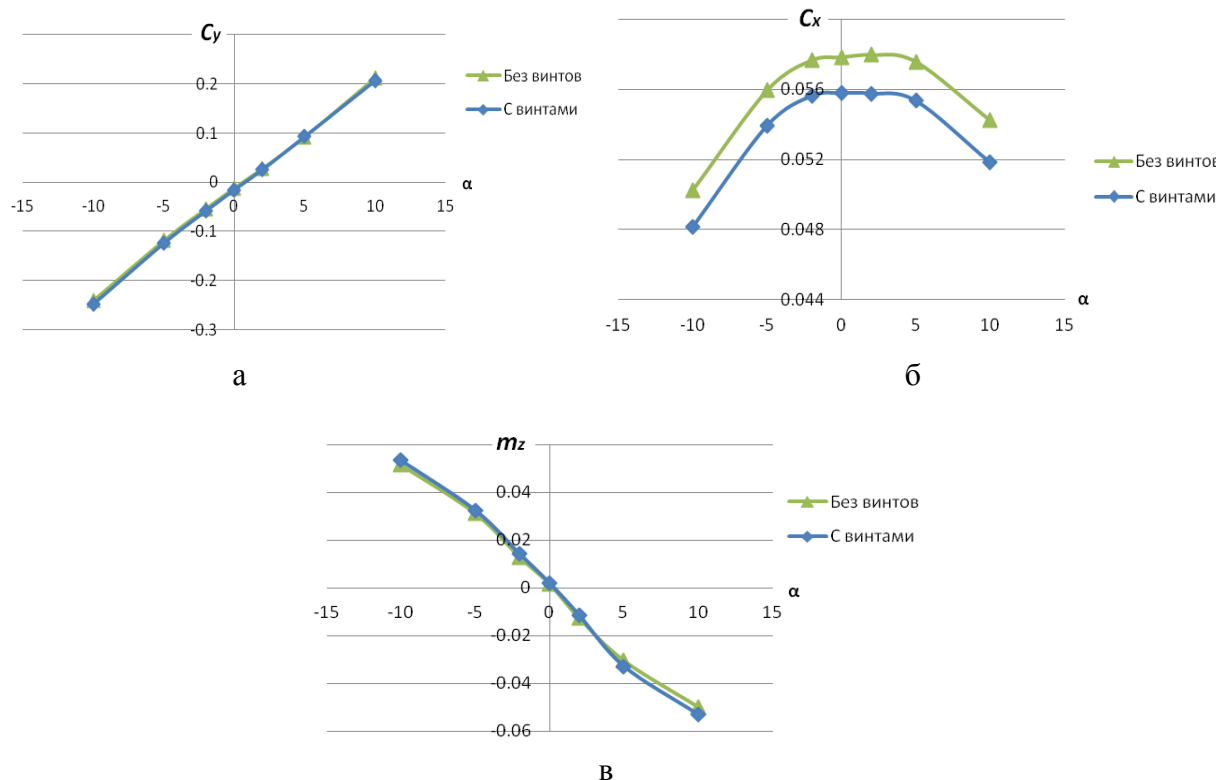 Cy
0.2
0.1
0
-0.1
-0.2
-0.3
-15 -10 -5 0 5 10 15
α
Без винтов
С винтами
а
Cx
0.056
0.052
0.048
0.044
-15 -10 -5 0 5 10 15
α
Без винтов
С винтами
б
mz
0.04
0.02
0
-0.02
-0.04
-0.06
-15 -10 -5 0 5 10 15
α
Без винтов
С винтами
в